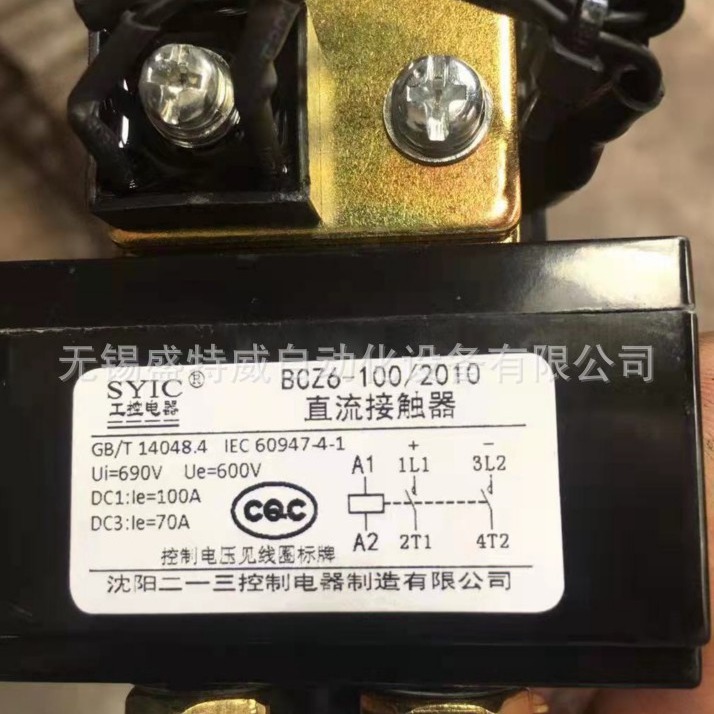 无锡盛特威自动化设备有限公司
SYIC® BCZ6-100/2010
工控电器 直流接触器
GB/T 14048.4 IEC 60947-4-1 + −
Ui=690V Ue=600V A1 1L1 3L2
DC1:Ie=100A
CQC
DC3:Ie=70A A2 2T1 4T2
控制电压见线圈标牌
沈阳二一三控制电器制造有限公司